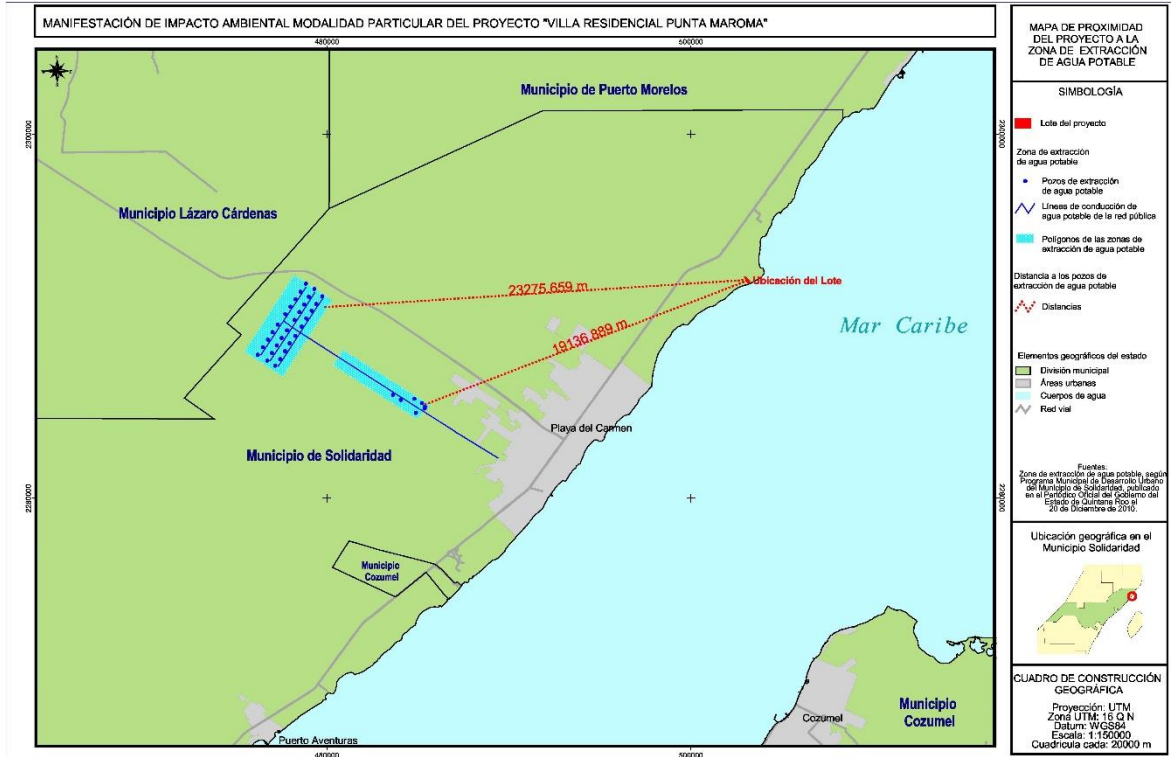 MANIFESTACIÓN DE IMPACTO AMBIENTAL MODALIDAD PARTICULAR DEL PROYECTO "VILLA RESIDENCIAL PUNTA MAROMA"
480000
500000
2300000
2300000
Municipio de Puerto Morelos
Municipio Lázaro Cárdenas
23275.659 m
Ubicación del Lote
19136.889 m
Mar Caribe
Playa del Carmen
Municipio de Solidaridad
2280000
2280000
Municipio
Cozumel
Cozumel
Municipio
Cozumel
Puerto Aventuras
480000
500000
MAPA DE PROXIMIDAD
DEL PROYECTO A LA
ZONA DE EXTRACCIÓN
DE AGUA POTABLE
SIMBOLOGÍA
Lote del proyecto
Zona de extracción
de agua potable
Pozos de extracción
de agua potable
Líneas de conducción de
agua potable de la red pública
Polígonos de las zonas de
extracción de agua potable
Distancia a los pozos de
extracción de agua potable
Distancias
Elementos geográficos del estado
División municipal
Áreas urbanas
Cuerpos de agua
Red vial
Fuentes:
Zona de extracción de agua potable, según
Programa Municipal de Desarrollo Urbano
del Municipio de Solidaridad, publicado
en el Periódico Oficial del Gobierno del
Estado de Quintana Roo el
20 de Diciembre de 2010.
Ubicación geográfica en el
Municipio Solidaridad
CUADRO DE CONSTRUCCIÓN
GEOGRÁFICA
Proyección: UTM
Zona UTM: 16 Q N
Datum: WGS84
Escala: 1:150000
Cuadrícula cada: 20000 m